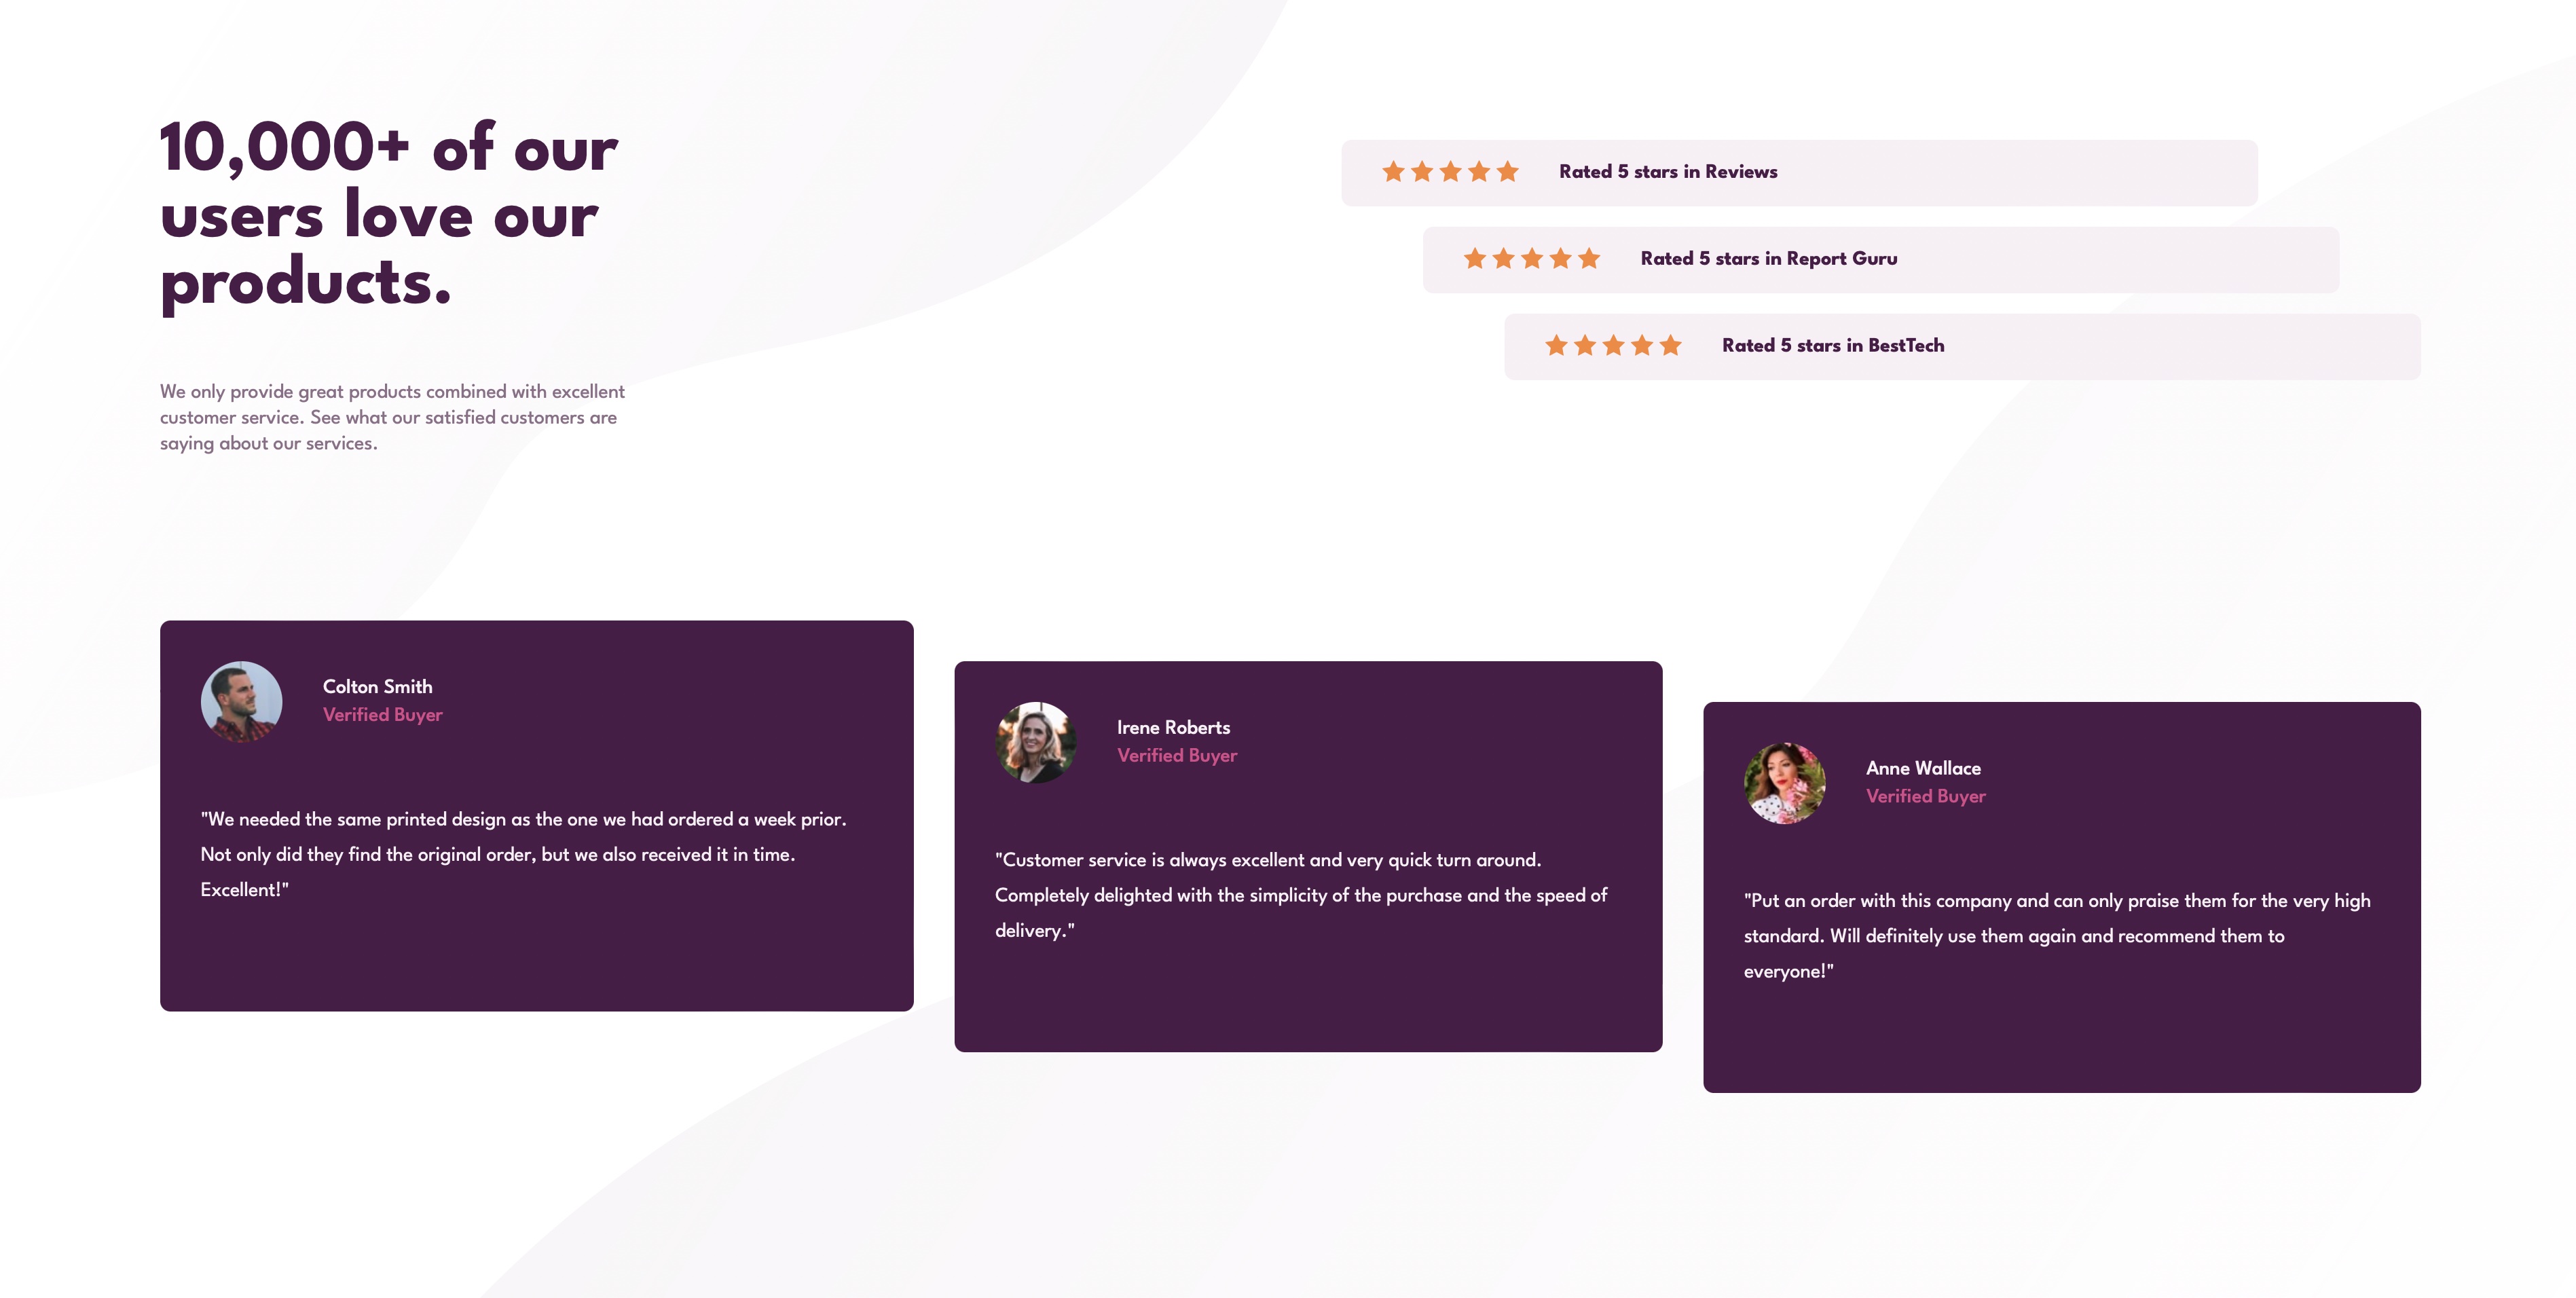 10,000+ of our
users love our
products.
We only provide great products combined with excellent
customer service. See what our satisfied customers are
saying about our services.
Rated 5 stars in Reviews
Rated 5 stars in Report Guru
Rated 5 stars in BestTech
Colton Smith
Verified Buyer
"We needed the same printed design as the one we had ordered a week prior.
Not only did they find the original order, but we also received it in time.
Excellent!"
Irene Roberts
Verified Buyer
"Customer service is always excellent and very quick turn around.
Completely delighted with the simplicity of the purchase and the speed of
delivery."
Anne Wallace
Verified Buyer
"Put an order with this company and can only praise them for the very high
standard. Will definitely use them again and recommend them to
everyone!"